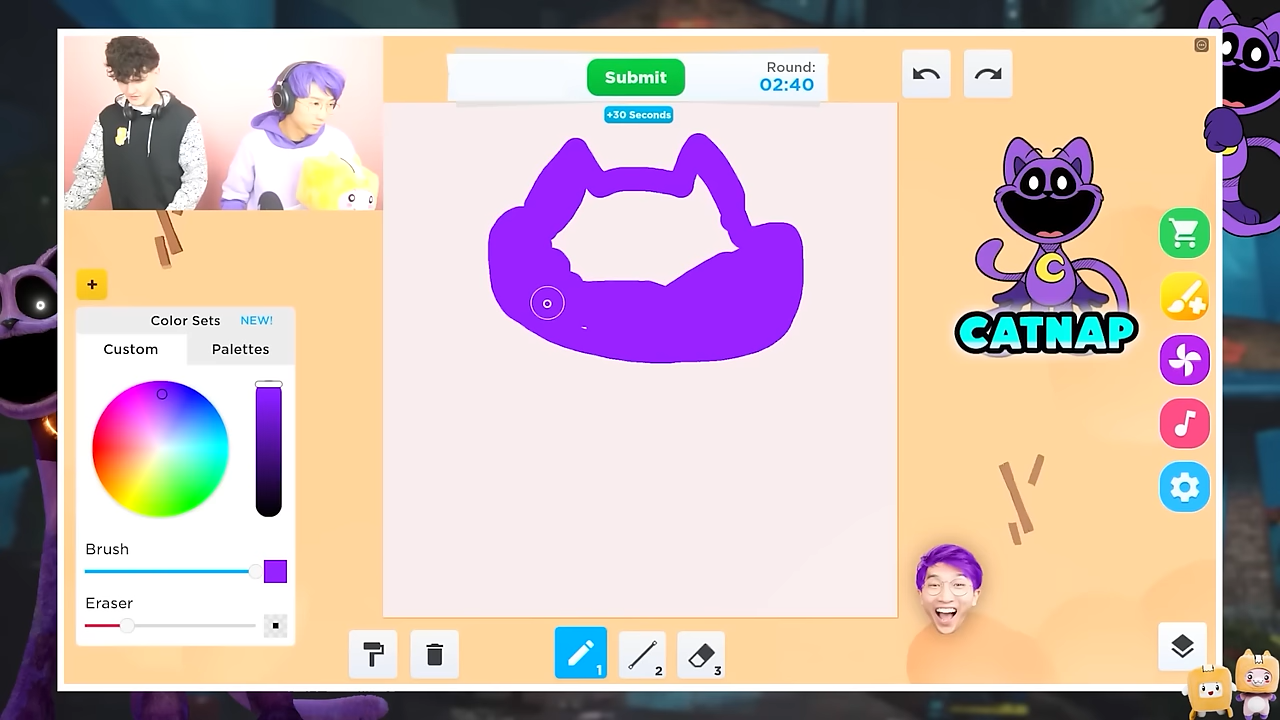 Submit
Round:
02:40
+30 Seconds
CATNAP
+
Color Sets NEW!
Custom Palettes
Brush
Eraser
1
2
3